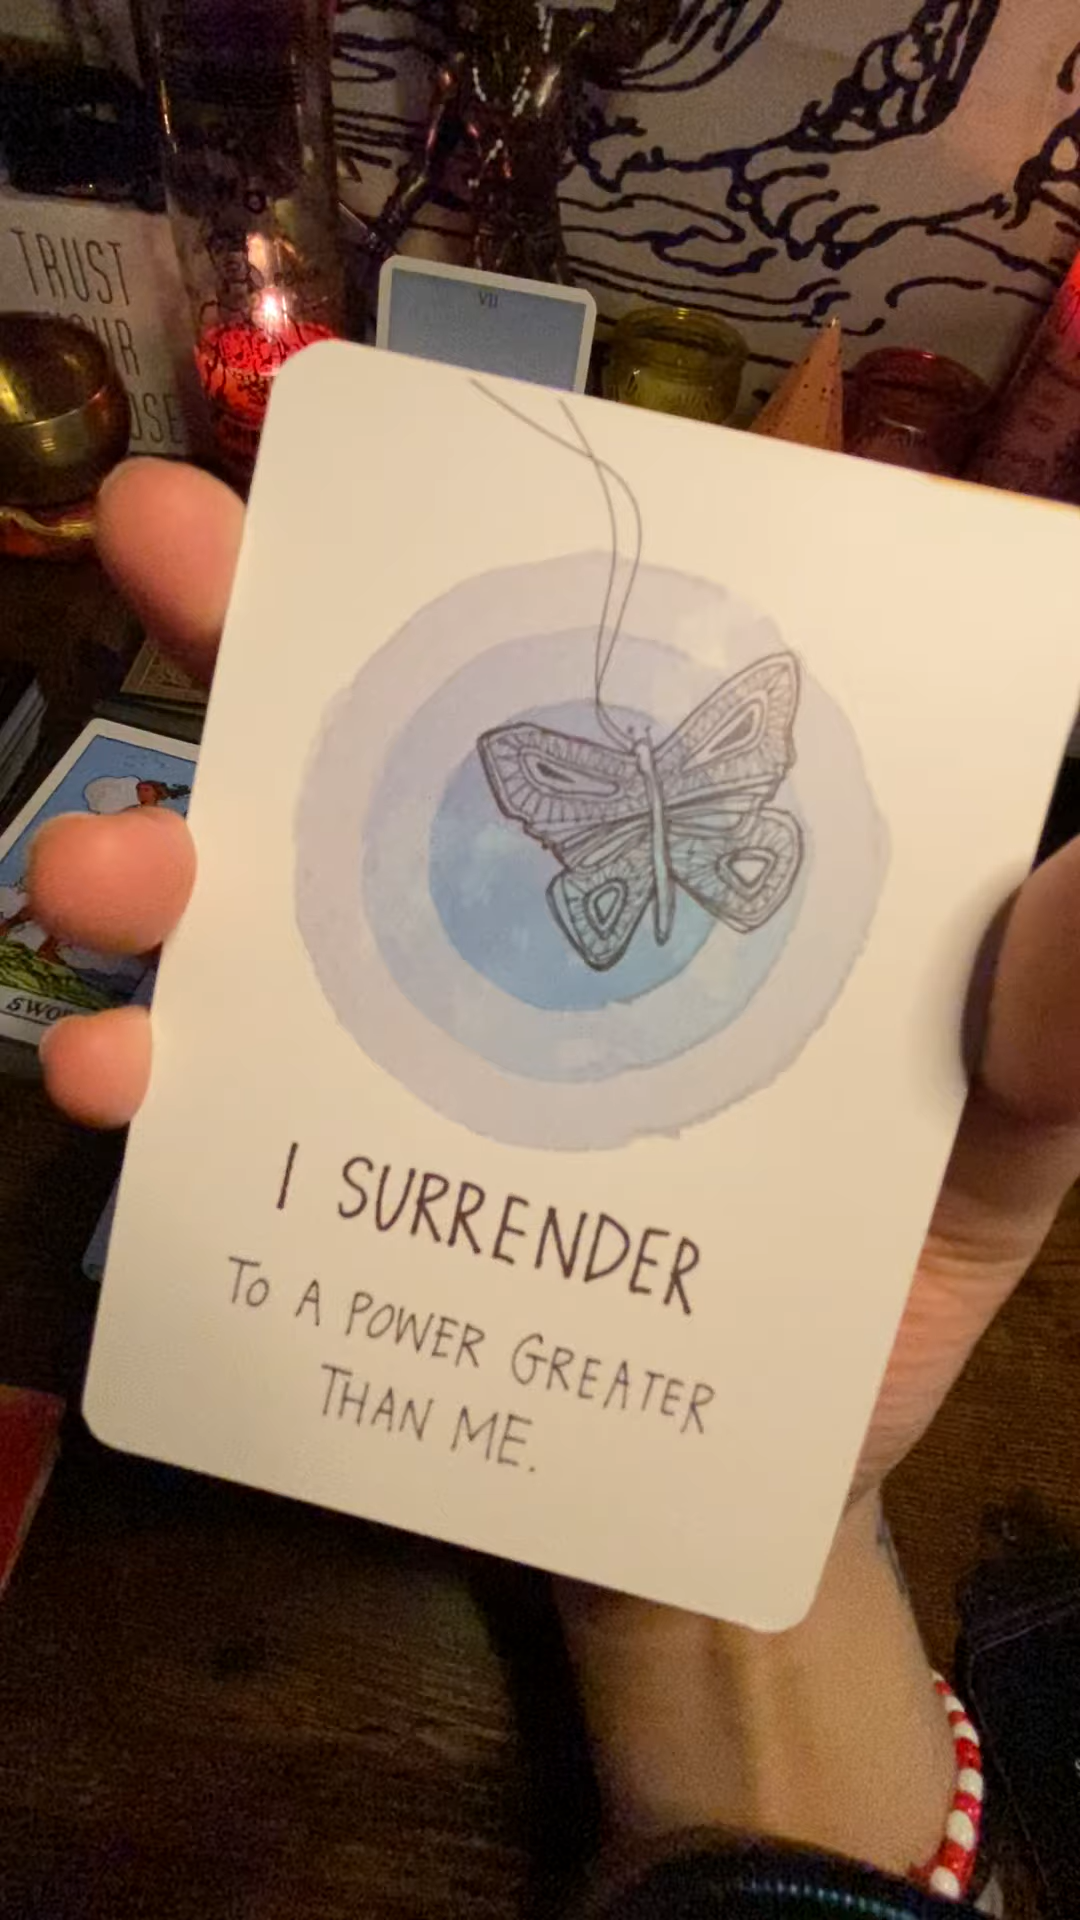 TRUST
VII
I SURRENDER
TO A POWER GREATER
THAN ME.